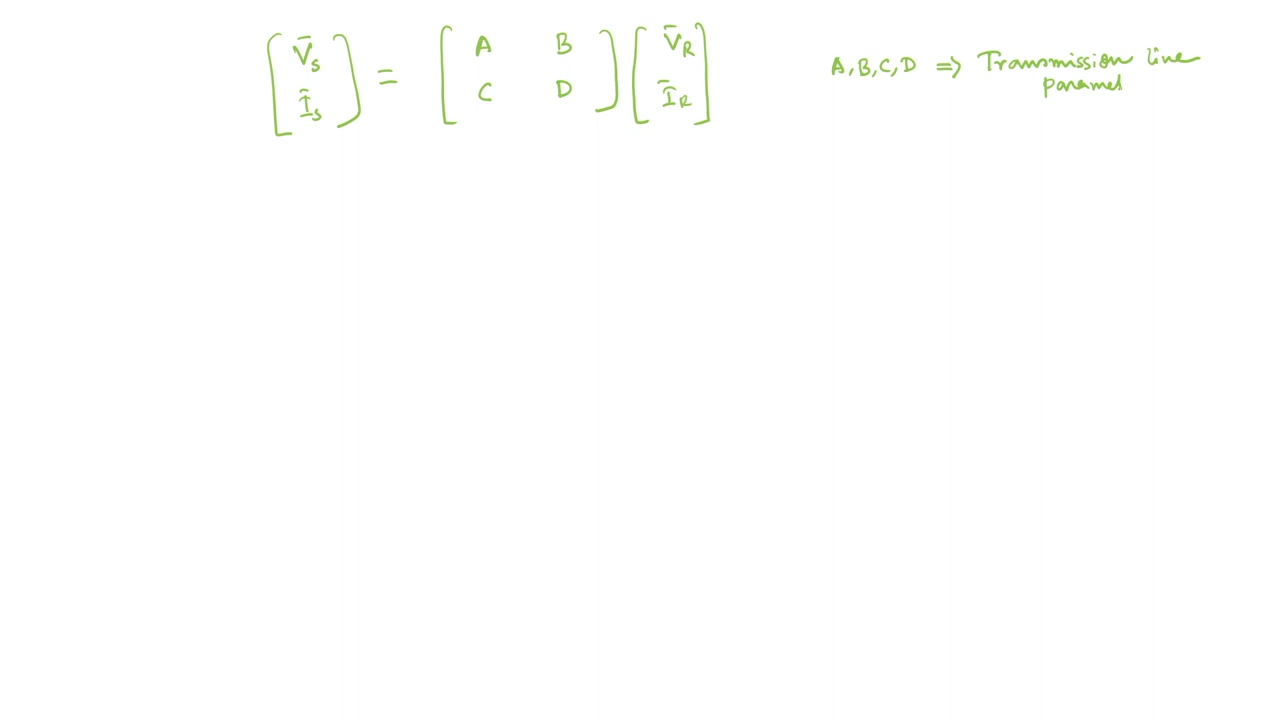 [V̄s Īs] = [A B C D] [V̄R ĪR]
A, B, C, D ⇒ Transmission line
paramet